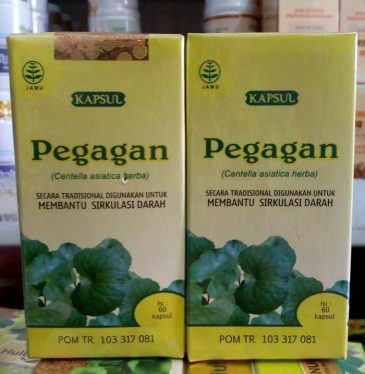 JAMU
KAPSUL
Pegagan
(Centella asiatica herba)
SECARA TRADISIONAL DIGUNAKAN UNTUK
MEMBANTU SIRKULASI DARAH
Isi :
60
kapsul
POM TR. 103 317 081
JAMU
KAPSUL
Pegagan
(Centella asiatica herba)
SECARA TRADISIONAL DIGUNAKAN UNTUK
MEMBANTU SIRKULASI DARAH
Isi :
60
kapsul
POM TR. 103 317 081